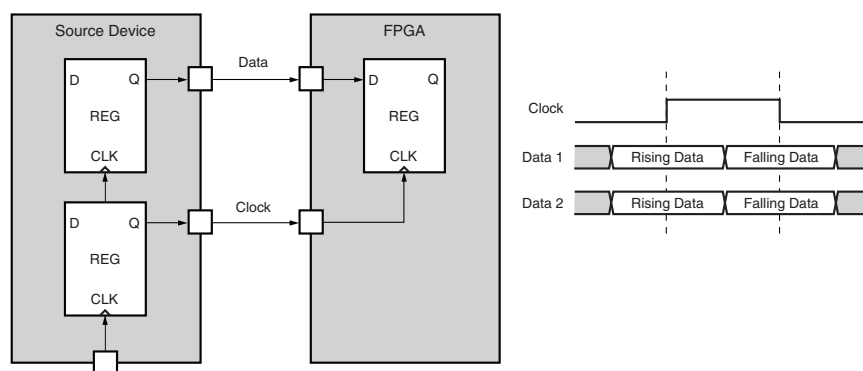 Source Device
FPGA
D Q
REG
CLK
Data
D Q
REG
CLK
D Q
REG
CLK
Clock
Clock
Data 1 Rising Data Falling Data
Data 2 Rising Data Falling Data